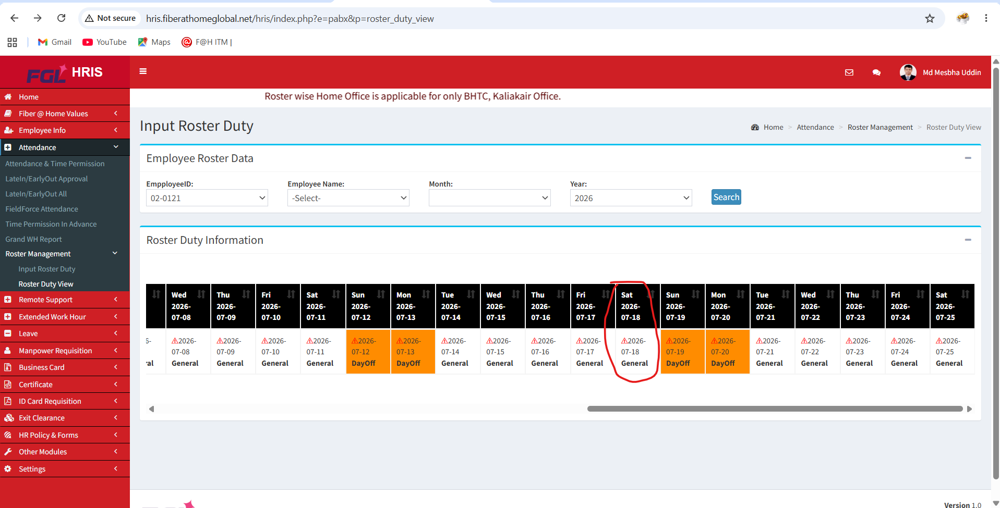 Not secure hris.fiberathomeglobal.net/hris/index.php?e=pabx&p=roster_duty_view
Gmail YouTube Maps F@H ITM |
FGL HRIS
Md Mesbha Uddin
Home
Fiber @ Home Values
Employee Info
Attendance
Attendance & Time Permission
LateIn/EarlyOut Approval
LateIn/EarlyOut All
FieldForce Attendance
Time Permission In Advance
Grand WH Report
Roster Management
Input Roster Duty
Roster Duty View
Remote Support
Extended Work Hour
Leave
Manpower Requisition
Business Card
Certificate
ID Card Requisition
Exit Clearance
HR Policy & Forms
Other Modules
Settings
Roster wise Home Office is applicable for only BHTC, Kaliakair Office.
Input Roster Duty
Home > Attendance > Roster Management > Roster Duty View
Employee Roster Data
EmpployeeID: Employee Name: Month: Year:
02-0121 -Select- 2026 Search
Roster Duty Information
Wed Thu Fri Sat Sun Mon Tue Wed Thu Fri Sat Sun Mon Tue Wed Thu Fri Sat
2026- 2026- 2026- 2026- 2026- 2026- 2026- 2026- 2026- 2026- 2026- 2026- 2026- 2026- 2026- 2026- 2026- 2026-
07-08 07-09 07-10 07-11 07-12 07-13 07-14 07-15 07-16 07-17 07-18 07-19 07-20 07-21 07-22 07-23 07-24 07-25
6- 2026- 2026- 2026- 2026- 2026- 2026- 2026- 2026- 2026- 2026- 2026- 2026- 2026- 2026- 2026- 2026- 2026- 2026-
07-08 07-09 07-10 07-11 07-12 07-13 07-14 07-15 07-16 07-17 07-18 07-19 07-20 07-21 07-22 07-23 07-24 07-25
al General General General General DayOff DayOff General General General General General DayOff DayOff General General General General General
Version 1.0